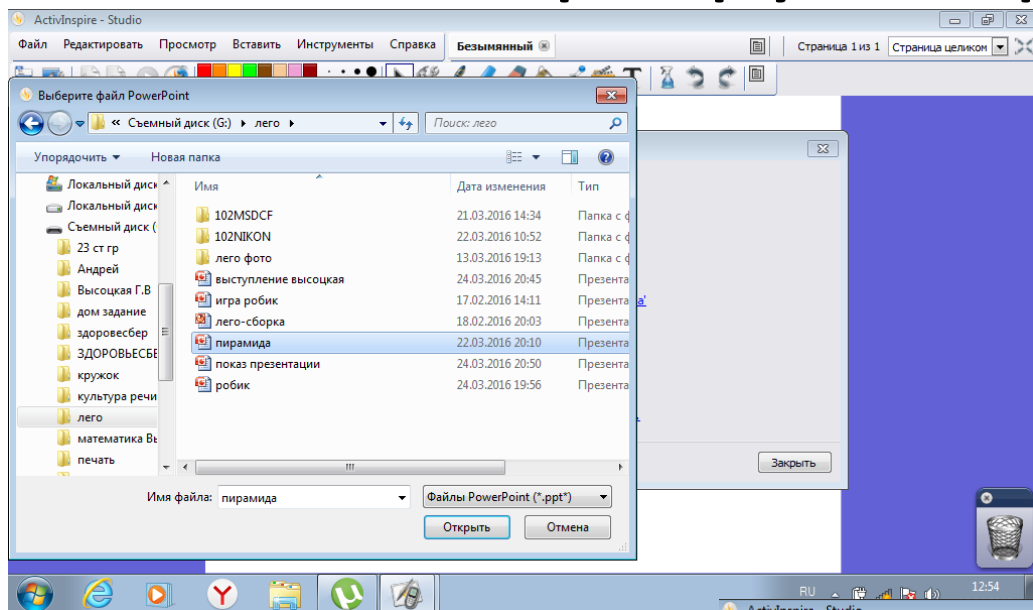 ActivInspire - Studio
Файл Редактировать Просмотр Вставить Инструменты Справка Безымянный Страница 1 из 1 Страница целиком
Выберите файл PowerPoint
« Съемный диск (G:) лего Поиск: лего
Упорядочить Новая папка
Локальный диск
Локальный диск
Съемный диск (
23 ст гр
Андрей
Высоцкая Г.В
дом задание
здоровесбер
ЗДОРОВЬЕСБЕ
кружок
культура речи
лего
математика Вы
печать
Имя Дата изменения Тип
102MSDCF 21.03.2016 14:34 Папка с ф
102NIKON 22.03.2016 10:52 Папка с ф
лего фото 13.03.2016 19:13 Папка с ф
выступление высоцкая 24.03.2016 20:45 Презента
игра робик 17.02.2016 14:11 Презента
лего-сборка 18.02.2016 20:03 Презента
пирамида 22.03.2016 20:10 Презента
показ презентации 24.03.2016 20:50 Презента
робик 24.03.2016 19:56 Презента
а'
Имя файла: пирамида Файлы PowerPoint (*.ppt*)
Открыть Отмена
Закрыть
RU 12:54
ActivInspire - Studio